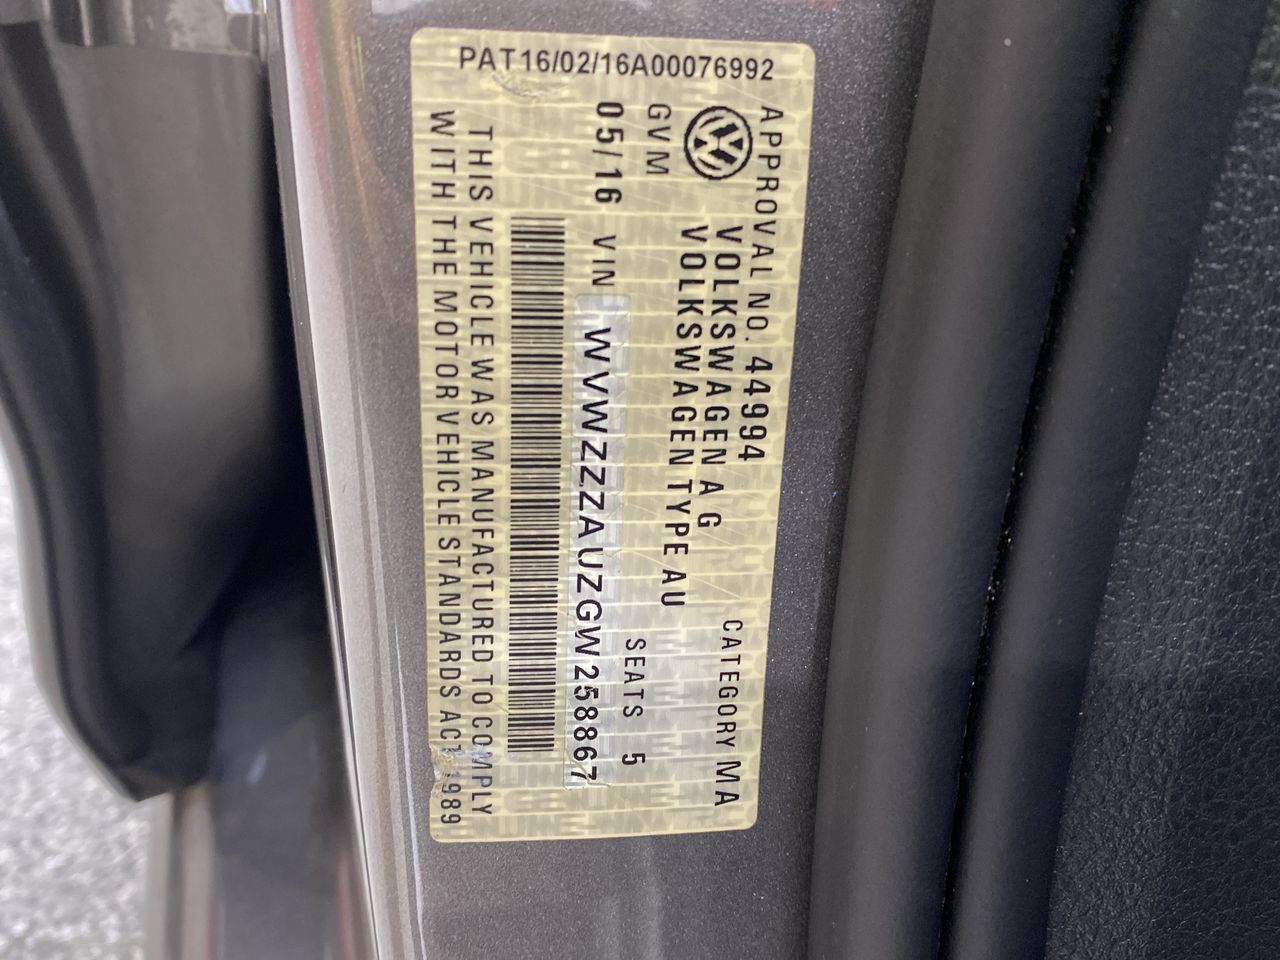 PAT16/02/16A00076992
APPROVAL NO. 44994
CATEGORY MA
VOLKSWAGEN AG
VOLKSWAGEN TYPE AU
GVM
SEATS 5
05/16 VIN WVWZZZAUZGW258867
THIS VEHICLE WAS MANUFACTURED TO COMPLY
WITH THE MOTOR VEHICLE STANDARDS ACT 1989